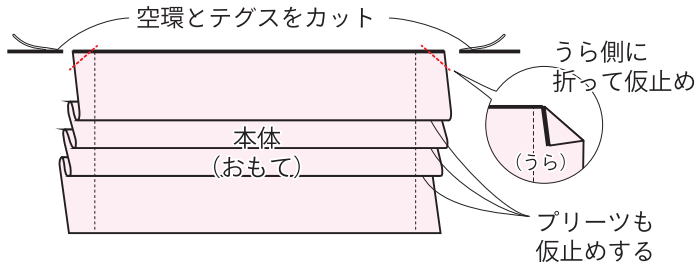 空環とテグスをカット
うら側に
折って仮止め
本体
（おもて）
（うら）
プリーツも
仮止めする